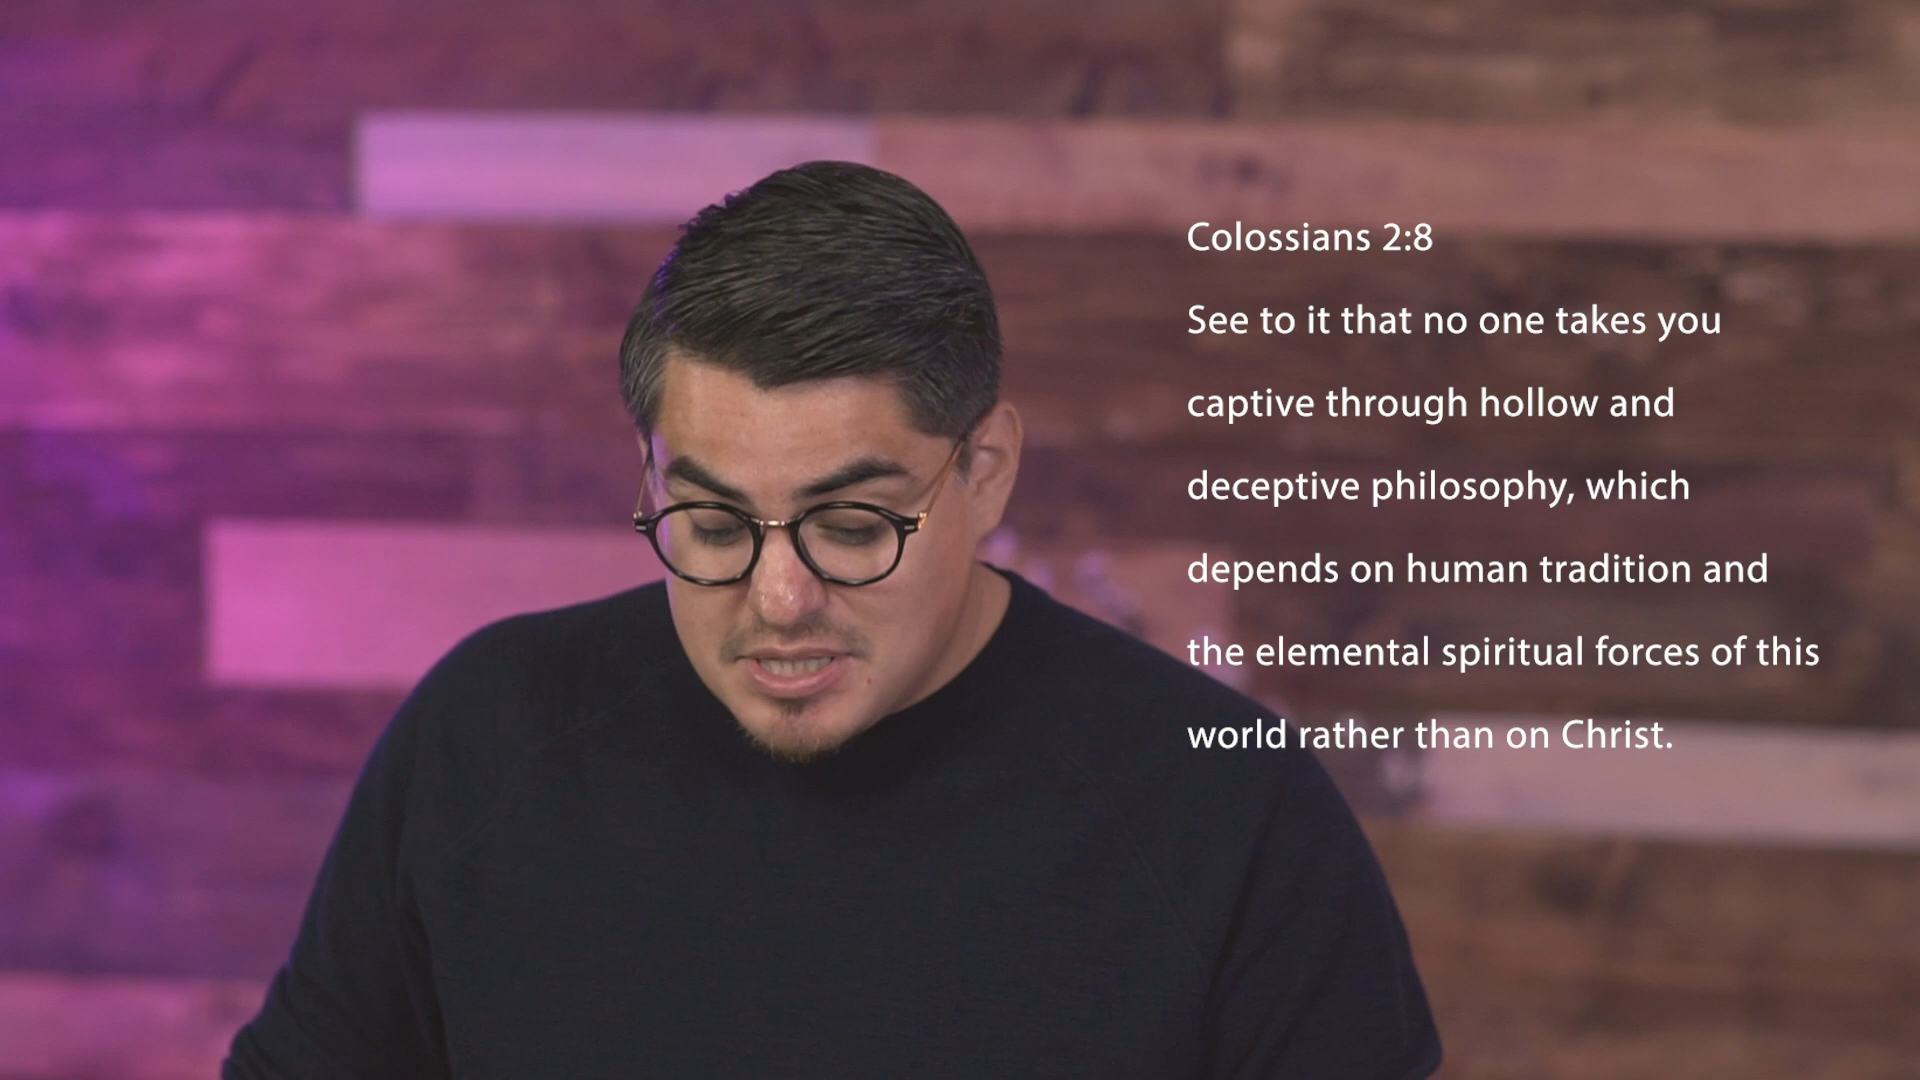 Colossians 2:8
See to it that no one takes you
captive through hollow and
deceptive philosophy, which
depends on human tradition and
the elemental spiritual forces of this
world rather than on Christ.